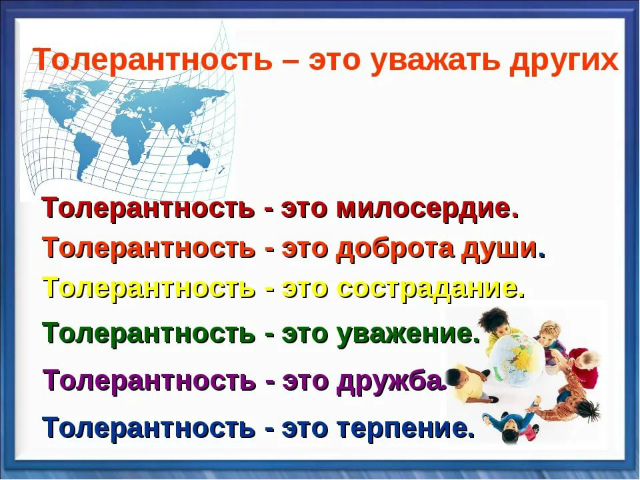 Толерантность – это уважать других
Толерантность - это милосердие.
Толерантность - это доброта души.
Толерантность - это сострадание.
Толерантность - это уважение.
Толерантность - это дружба.
Толерантность - это терпение.